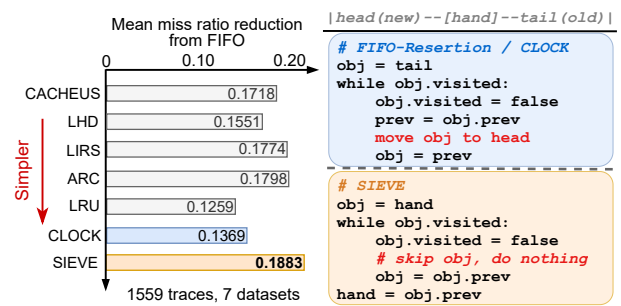 Mean miss ratio reduction
from FIFO
0 0.10 0.20
CACHEUS 0.1718
LHD 0.1551
LIRS 0.1774
ARC 0.1798
LRU 0.1259
CLOCK 0.1369
SIEVE 0.1883
Simpler
1559 traces, 7 datasets
|head(new)--[hand]--tail(old)|
# FIFO-Resertion / CLOCK
obj = tail
while obj.visited:
    obj.visited = false
    prev = obj.prev
    move obj to head
    obj = prev
# SIEVE
obj = hand
while obj.visited:
    obj.visited = false
    # skip obj, do nothing
    obj = obj.prev
hand = obj.prev